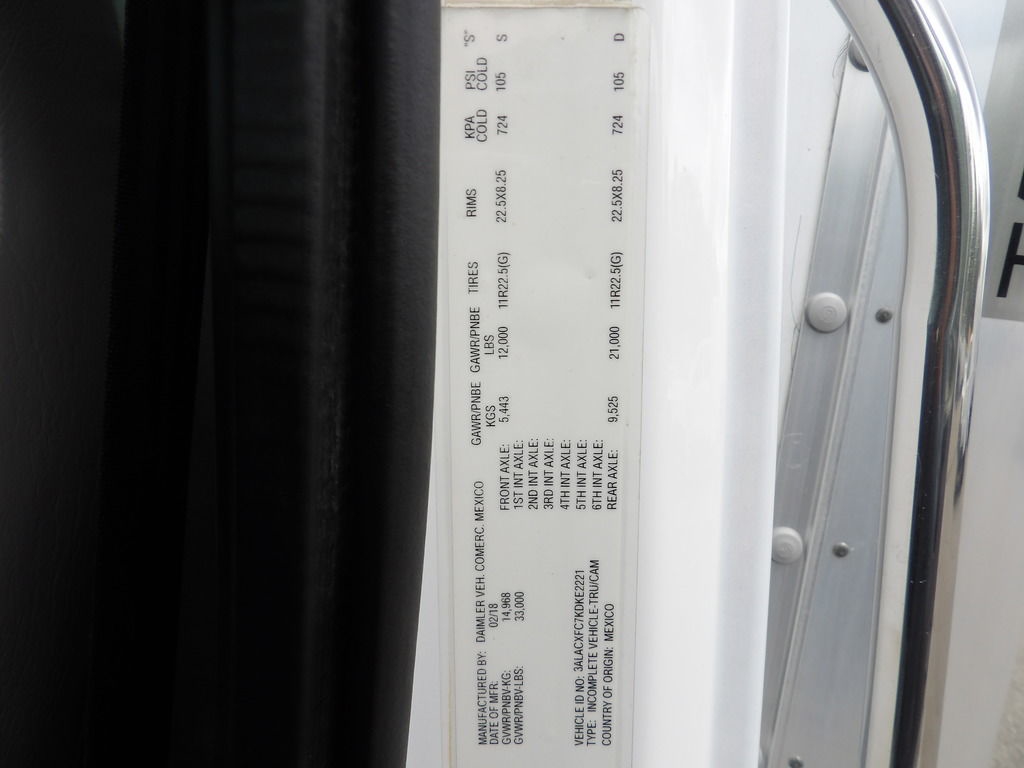 MANUFACTURED BY: DAIMLER VEH. COMERC. MEXICO
DATE OF MFR: 02/18
GVWR/PNBV-KG: 14,968
GVWR/PNBV-LBS: 33,000
VEHICLE ID NO: 3ALACXFC7KDKE2221
TYPE: INCOMPLETE VEHICLE-TRU/CAM
COUNTRY OF ORIGIN: MEXICO
GAWR/PNBE KGS GAWR/PNBE LBS TIRES RIMS KPA COLD PSI COLD "S"
FRONT AXLE: 5,443 12,000 11R22.5(G) 22.5X8.25 724 105 S
1ST INT AXLE:
2ND INT AXLE:
3RD INT AXLE:
4TH INT AXLE:
5TH INT AXLE:
6TH INT AXLE:
REAR AXLE: 9,525 21,000 11R22.5(G) 22.5X8.25 724 105 D